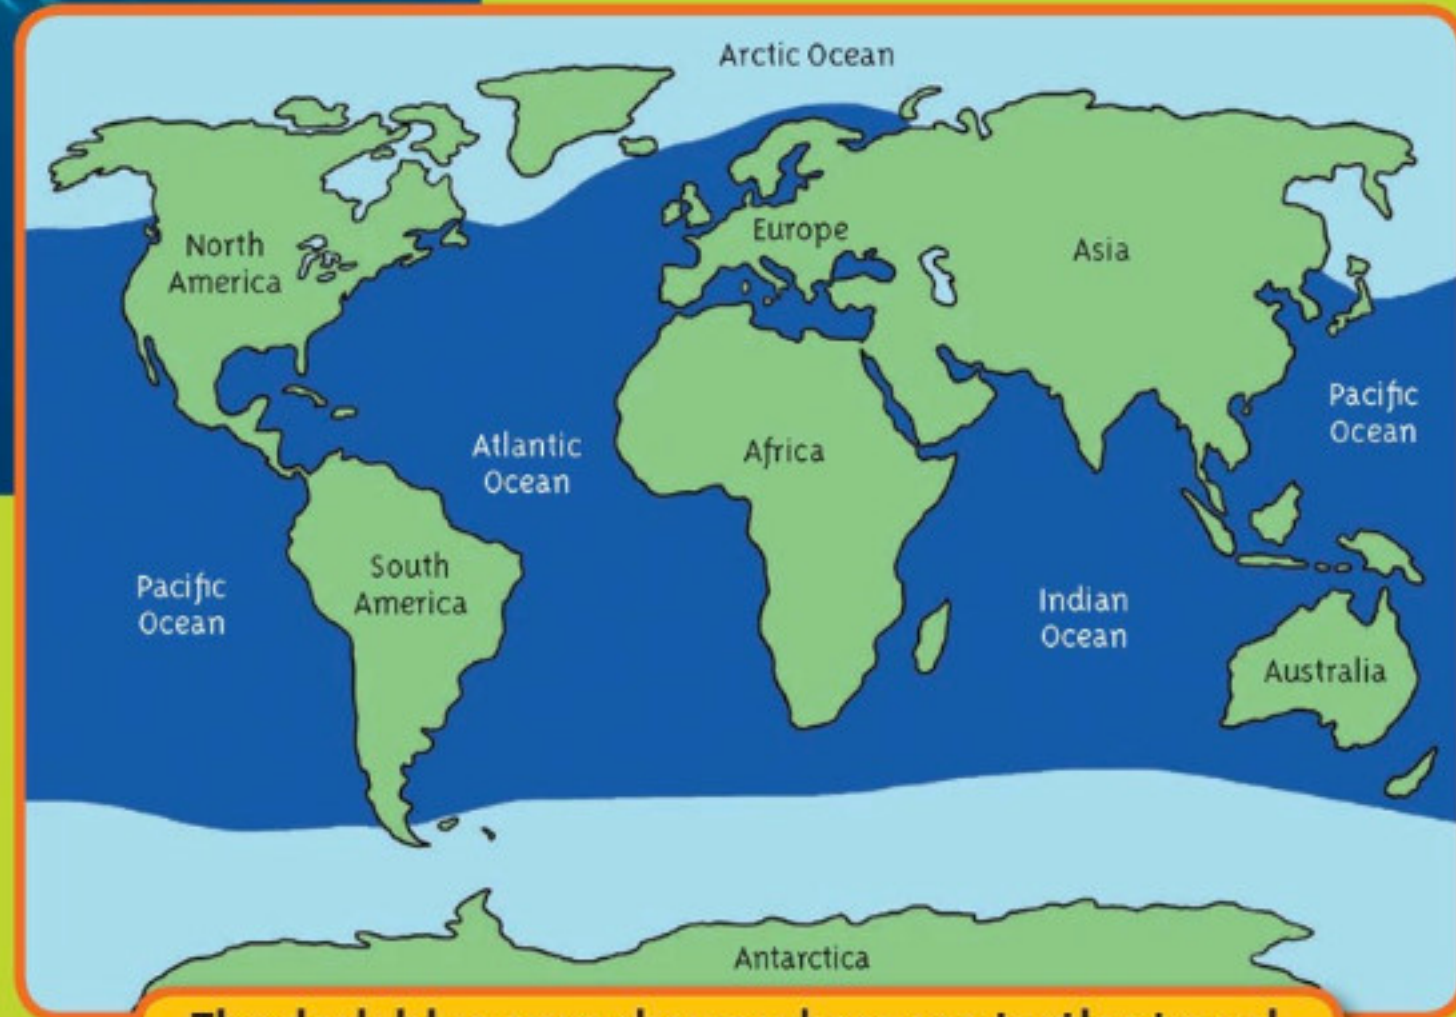 Arctic Ocean
North
America
Europe
Asia
Pacific
Ocean
Atlantic
Ocean
Africa
South
America
Pacific
Ocean
Indian
Ocean
Australia
Antarctica